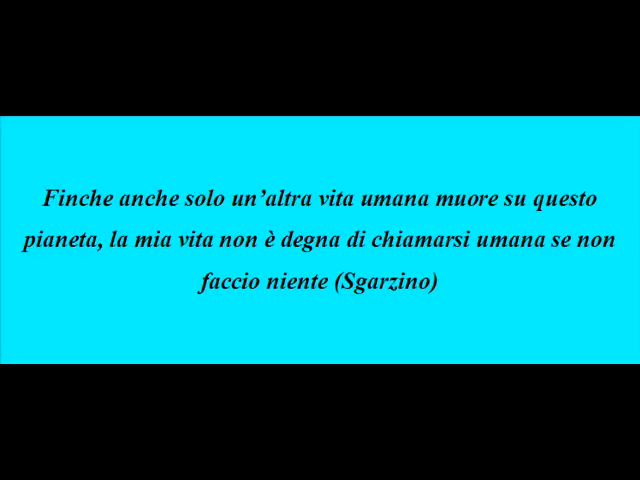 Finche anche solo un’altra vita umana muore su questo
pianeta, la mia vita non è degna di chiamarsi umana se non
faccio niente (Sgarzino)